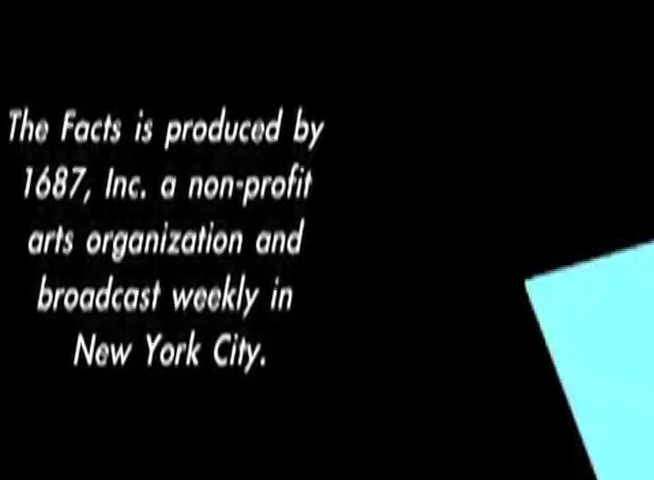 The Facts is produced by
1687, Inc. a non-profit
arts organization and
broadcast weekly in
New York City.